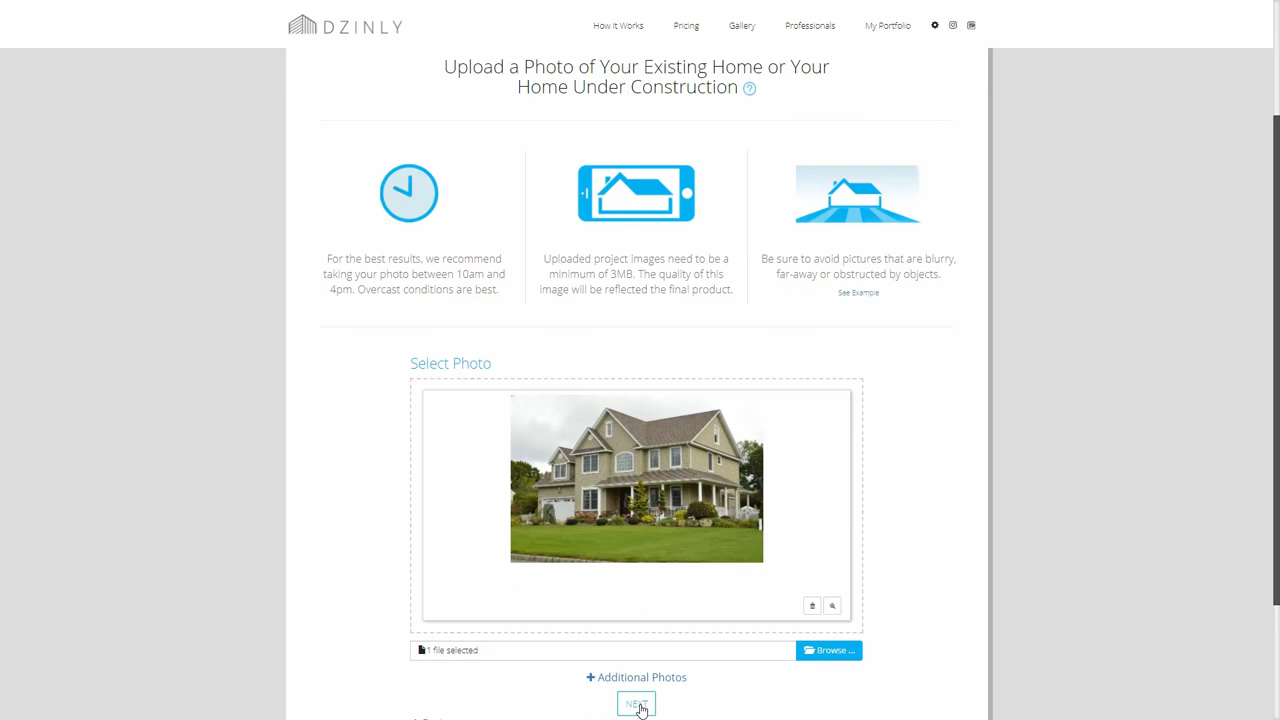 DZINLY
How it Works
Pricing
Gallery
Professionals
My Portfolio
Upload a Photo of Your Existing Home or Your
Home Under Construction ?
For the best results, we recommend
taking your photo between 10am and
4pm. Overcast conditions are best.
Uploaded project images need to be a
minimum of 3MB. The quality of this
image will be reflected the final product.
Be sure to avoid pictures that are blurry,
far-away or obstructed by objects.
See Example
Select Photo
1 file selected
Browse ...
+ Additional Photos
NEXT